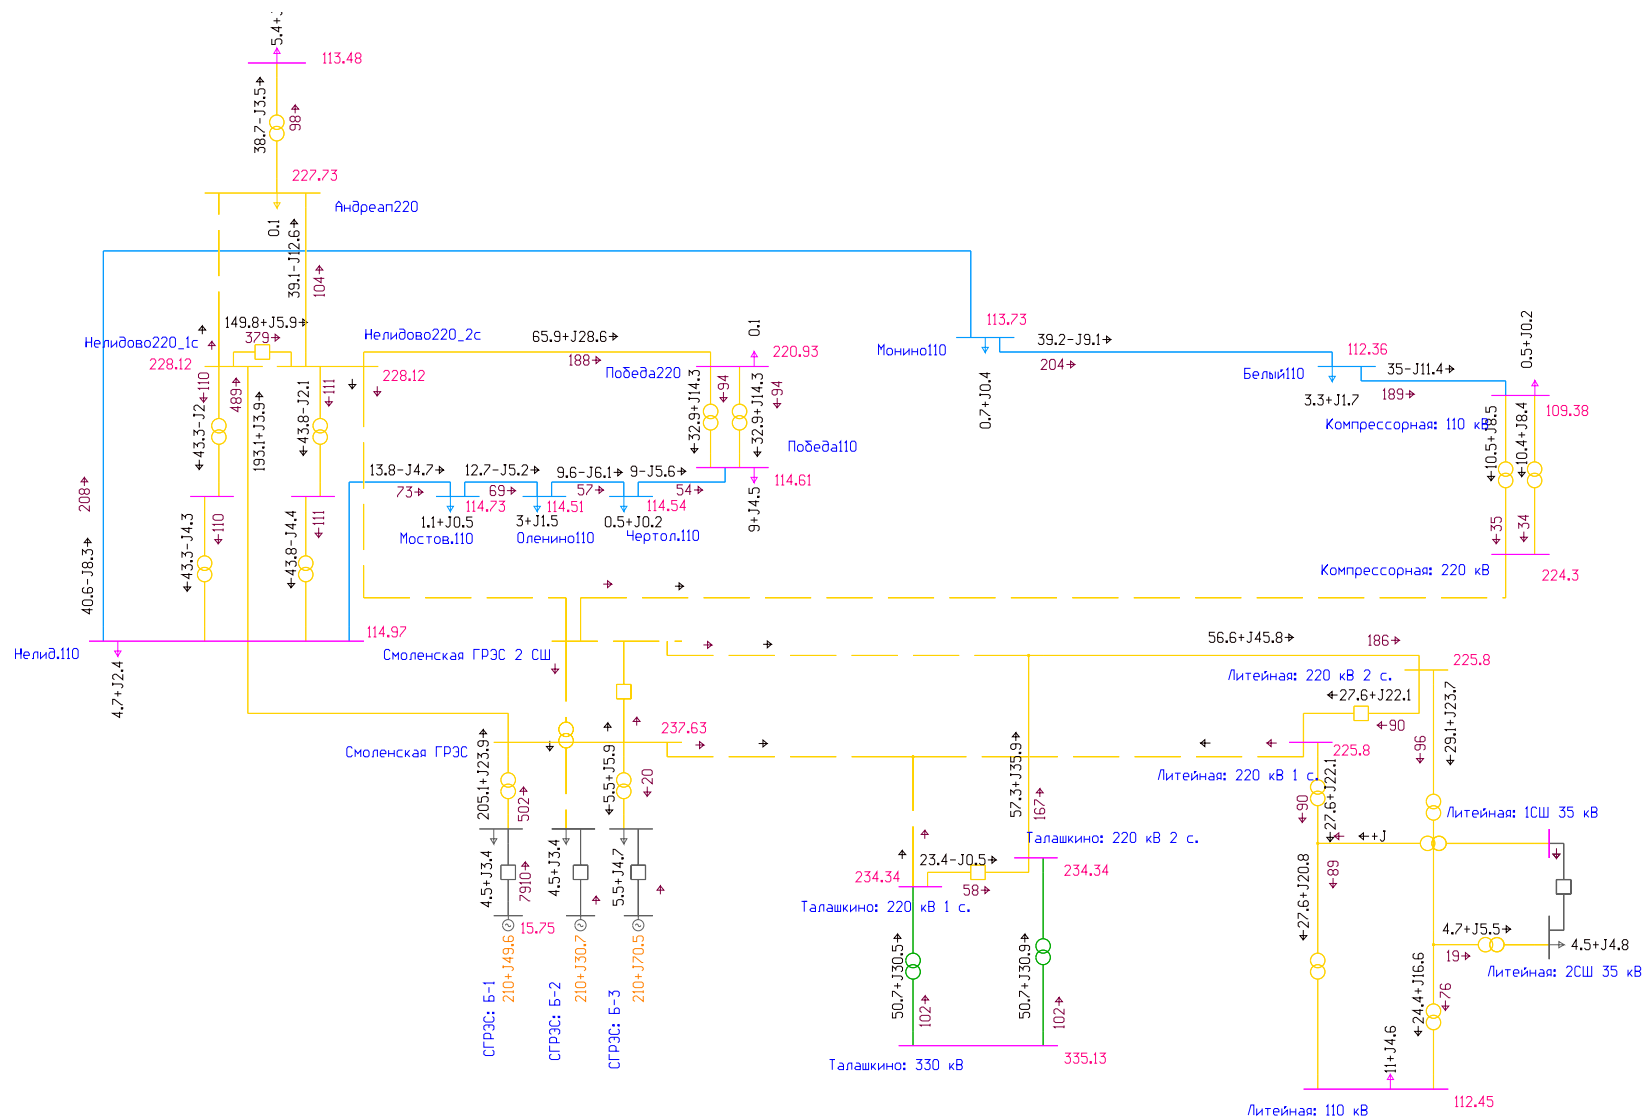 5.4+J
113.48
38.7-J3.5
98
227.73
Андреап220
0.1
39.1-J12.6
104
149.8+J5.9
379
Нелидово220_1с
228.12
Нелидово220_2с
228.12
110
489
43.3-J2
193.1+J3.9
43.8-J2.1
111
65.9+J28.6
188
0.1
220.93
Победа220
94
94
32.9+J14.3
32.9+J14.3
Победа110
114.61
9+J4.5
113.73
Монино110
0.7+J0.4
39.2-J9.1
204
112.36
Белый110
3.3+J1.7
35-J11.4
189
0.5+J0.2
109.38
Компрессорная: 110 кВ
10.5+J8.5
10.4+J8.4
35
34
Компрессорная: 220 кВ
224.3
13.8-J4.7
73
12.7-J5.2
69
9.6-J6.1
57
9-J5.6
54
114.73
114.51
114.54
1.1+J0.5
3+J1.5
0.5+J0.2
Мостов.110
Оленино110
Чертол.110
208
40.6-J8.3
43.3-J4.3
110
43.8-J4.4
111
114.97
Нелид.110
4.7+J2.4
Смоленская ГРЭС 2 СШ
Смоленская ГРЭС
237.63
205.1+J23.9
502
5.5+J5.9
20
4.5+J3.4
7910
4.5+J3.4
5.5+J4.7
15.75
210+J49.6
210+J30.7
210+J70.5
СГРЭС: Б-1
СГРЭС: Б-2
СГРЭС: Б-3
56.6+J45.8
186
225.8
Литейная: 220 кВ 2 с.
27.6+J22.1
90
225.8
Литейная: 220 кВ 1 с.
96
29.1+J23.7
90
27.6+J22.1
Литейная: 1СШ 35 кВ
+J
89
27.6+J20.8
4.7+J5.5
19
4.5+J4.8
Литейная: 2СШ 35 кВ
24.4+J16.6
76
11+J4.6
112.45
Литейная: 110 кВ
57.3+J35.9
167
Талашкино: 220 кВ 2 с.
234.34
23.4-J0.5
58
234.34
Талашкино: 220 кВ 1 с.
50.7+J30.5
102
50.7+J30.9
102
335.13
Талашкино: 330 кВ